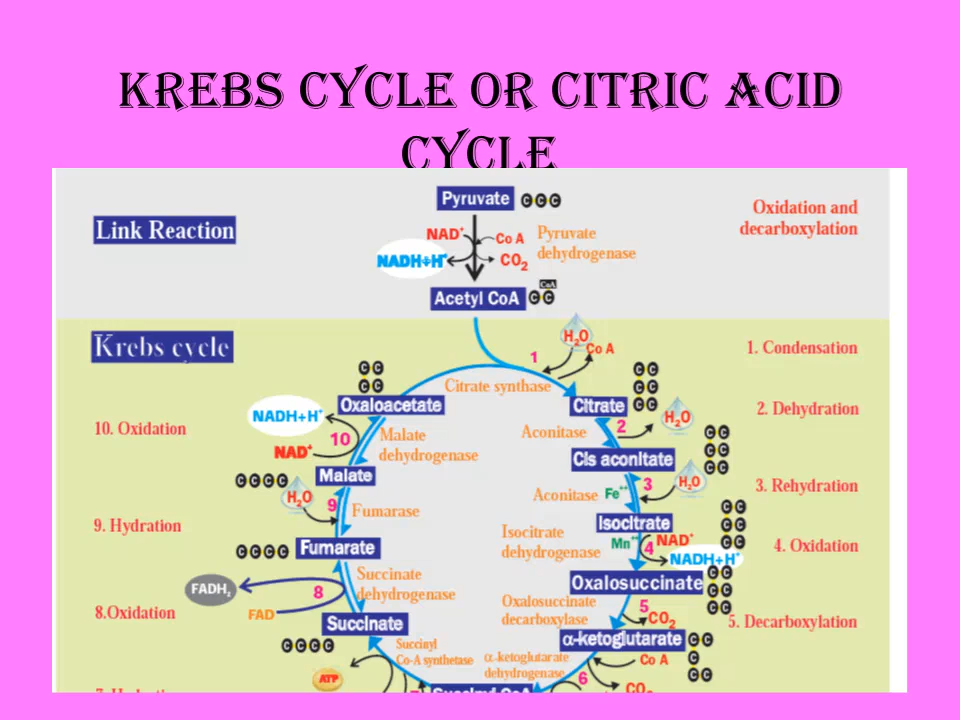 KREBS CYCLE OR CITRIC ACID
CYCLE
Pyruvate C C C
Link Reaction
Oxidation and
decarboxylation
NAD+
Co A
Pyruvate
dehydrogenase
NADH+H+
CO2
CoA
Acetyl CoA C C
Krebs cycle
H2O
Co A
1
1. Condensation
Citrate synthase
C C
C C
Oxaloacetate
C C
C C
C C
Citrate
NADH+H+
2. Dehydration
H2O
10. Oxidation
10
NAD+
Malate
dehydrogenase
Aconitase
2
C C
C C
C C
Cis aconitate
Malate
C C C C
H2O
9
Fumarase
Aconitase Fe++
3
H2O
3. Rehydration
9. Hydration
Isocitrate
C C
C C
C C
Isocitrate
dehydrogenase
Mn++
4
NAD+
NADH+H+
4. Oxidation
C C C C
Fumarate
Succinate
dehydrogenase
Oxalosuccinate
C C
C C
C C
FADH2
8
FAD
8.Oxidation
Oxalosuccinate
decarboxylase
5
CO2
5. Decarboxylation
Succinate
α-ketoglutarate
C C
C
C C
C C C C
Succinyl
Co-A synthetase
α-ketoglutarate
dehydrogenase
Co A
ATP
6
CO2